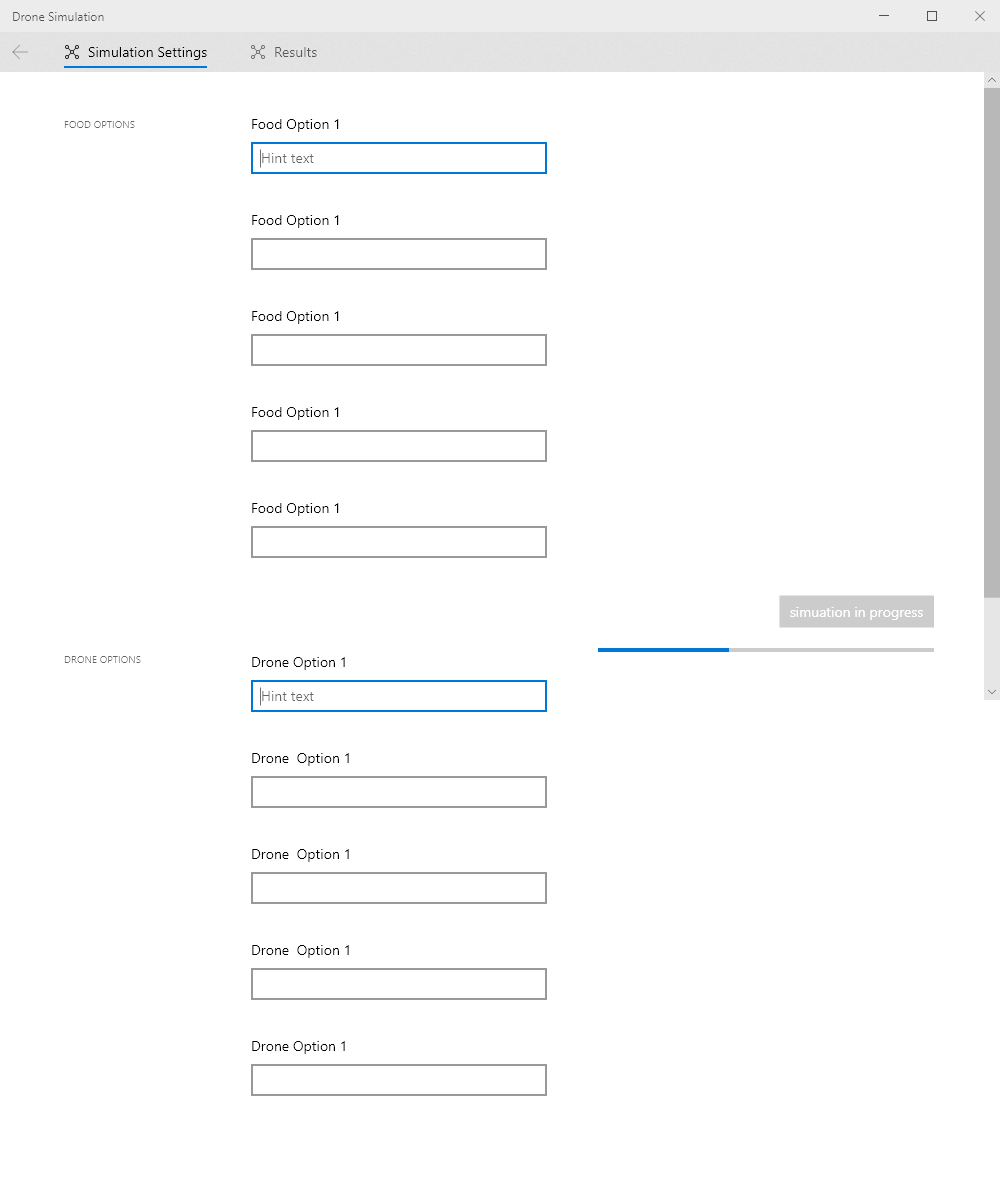 Drone Simulation
Simulation Settings
Results
FOOD OPTIONS
Food Option 1
Hint text
Food Option 1
Food Option 1
Food Option 1
Food Option 1
simuation in progress
DRONE OPTIONS
Drone Option 1
Hint text
Drone  Option 1
Drone  Option 1
Drone  Option 1
Drone Option 1